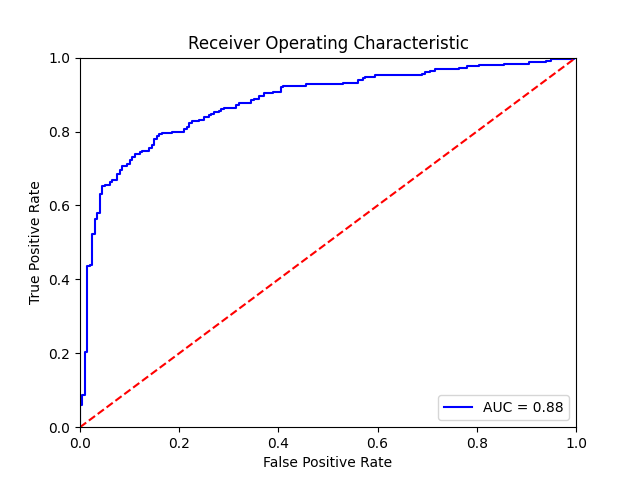 Receiver Operating Characteristic
1.0
0.8
0.6
0.4
0.2
0.0
True Positive Rate
AUC = 0.88
0.0 0.2 0.4 0.6 0.8 1.0
False Positive Rate